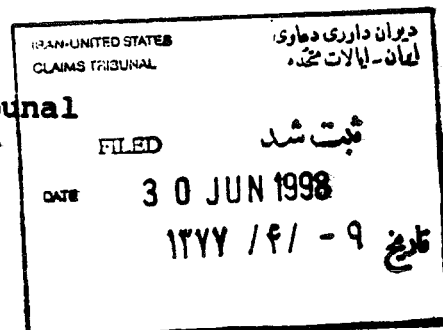 IRAN-UNITED STATES دیوان داوری دعاوی
CLAIMS TRIBUNAL ایران - ایالات متحده
unal
FILED ثبت شد
DATE 3 0 JUN 1998
تاریخ ۹ - /۴/ ۱۳۷۷